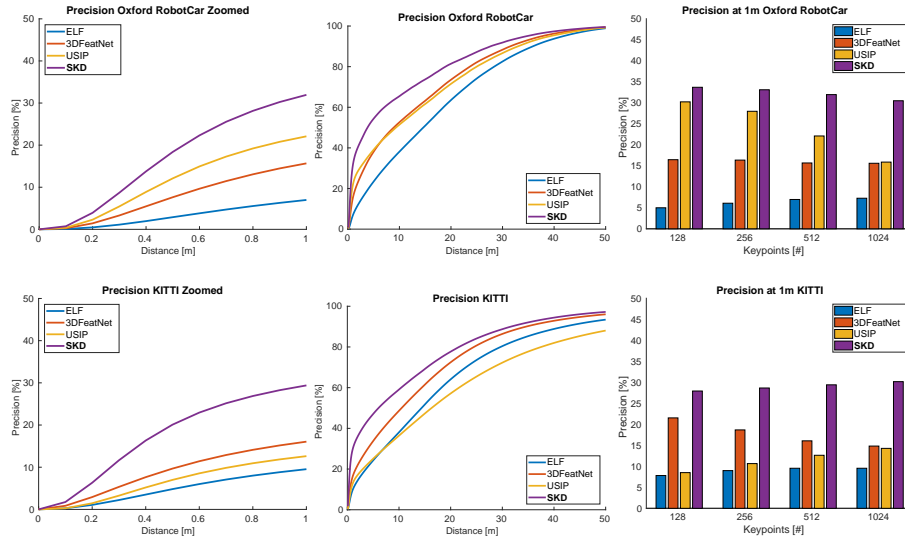 Precision Oxford RobotCar Zoomed
50
40
30
20
10
0
Precision [%]
0
0.2
0.4
0.6
0.8
1
Distance [m]
ELF
3DFeatNet
USIP
SKD
Precision Oxford RobotCar
100
80
60
40
20
0
Precision [%]
0
10
20
30
40
50
Distance [m]
ELF
3DFeatNet
USIP
SKD
Precision at 1m Oxford RobotCar
50
45
40
35
30
25
20
15
10
5
0
Precision [%]
128
256
512
1024
Keypoints [#]
ELF
3DFeatNet
USIP
SKD
Precision KITTI Zoomed
50
40
30
20
10
0
Precision [%]
0
0.2
0.4
0.6
0.8
1
Distance [m]
ELF
3DFeatNet
USIP
SKD
Precision KITTI
100
80
60
40
20
0
Precision [%]
0
10
20
30
40
50
Distance [m]
ELF
3DFeatNet
USIP
SKD
Precision at 1m KITTI
50
45
40
35
30
25
20
15
10
5
0
Precision [%]
128
256
512
1024
Keypoints [#]
ELF
3DFeatNet
USIP
SKD